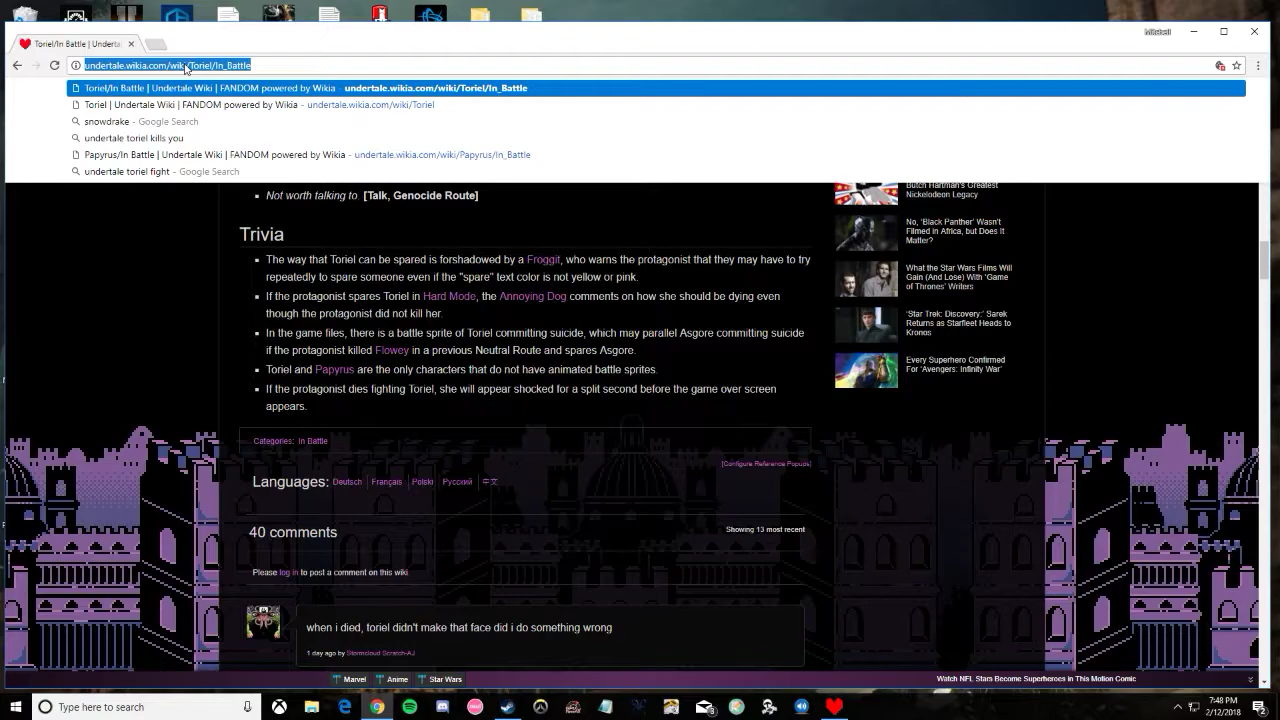 Mitchell
Toriel/In Battle | Underta
undertale.wikia.com/wiki/Toriel/In_Battle
Toriel/In Battle | Undertale Wiki | FANDOM powered by Wikia - undertale.wikia.com/wiki/Toriel/In_Battle
Toriel | Undertale Wiki | FANDOM powered by Wikia - undertale.wikia.com/wiki/Toriel
snowdrake - Google Search
undertale toriel kills you
Papyrus/In Battle | Undertale Wiki | FANDOM powered by Wikia - undertale.wikia.com/wiki/Papyrus/In_Battle
undertale toriel fight - Google Search
Not worth talking to. [Talk, Genocide Route]
Trivia
The way that Toriel can be spared is forshadowed by a Froggit, who warns the protagonist that they may have to try
repeatedly to spare someone even if the "spare" text color is not yellow or pink.
If the protagonist spares Toriel in Hard Mode, the Annoying Dog comments on how she should be dying even
though the protagonist did not kill her.
In the game files, there is a battle sprite of Toriel committing suicide, which may parallel Asgore committing suicide
if the protagonist killed Flowey in a previous Neutral Route and spares Asgore.
Toriel and Papyrus are the only characters that do not have animated battle sprites.
If the protagonist dies fighting Toriel, she will appear shocked for a split second before the game over screen
appears.
Butch Hartman's Greatest
Nickelodeon Legacy
No, 'Black Panther' Wasn't
Filmed in Africa, but Does It
Matter?
What the Star Wars Films Will
Gain (And Lose) With 'Game
of Thrones' Writers
'Star Trek: Discovery:' Sarek
Returns as Starfleet Heads to
Kronos
Every Superhero Confirmed
For 'Avengers: Infinity War'
Categories: In Battle
[Configure Reference Popups]
Languages: Deutsch Français Polski Русский 中文
40 comments
Showing 13 most recent
Please log in to post a comment on this wiki.
when i died, toriel didn't make that face did i do something wrong
1 day ago by Stormcloud Scratch-AJ
Marvel Anime Star Wars
Watch NFL Stars Become Superheroes in This Motion Comic
Type here to search
7:48 PM
2/12/2018